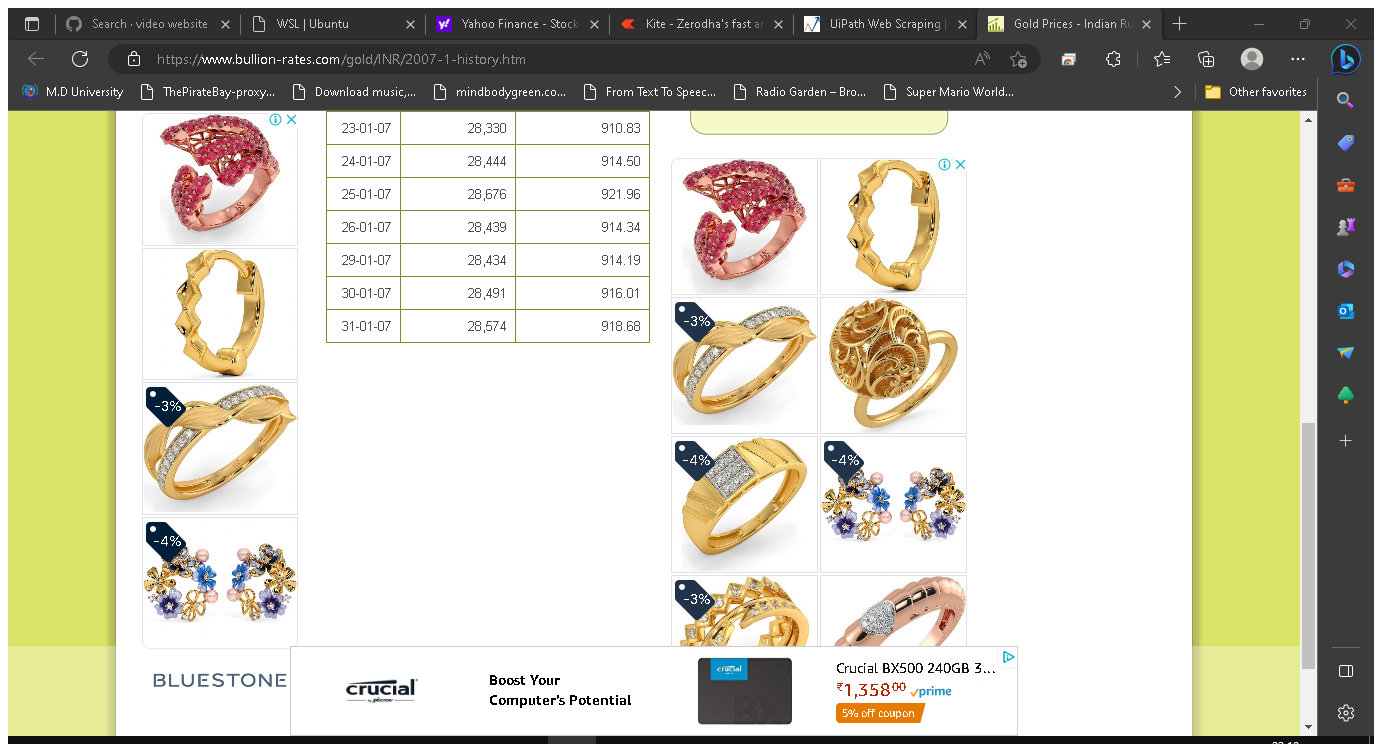 Search · video website
WSL | Ubuntu
Yahoo Finance - Stock
Kite - Zerodha's fast an
UiPath Web Scraping |
Gold Prices - Indian Ru
https://www.bullion-rates.com/gold/INR/2007-1-history.htm
M.D University
ThePirateBay-proxy...
Download music,...
mindbodygreen.co...
From Text To Speec...
Radio Garden – Bro...
Super Mario World...
Other favorites
23-01-07 28,330 910.83
24-01-07 28,444 914.50
25-01-07 28,676 921.96
26-01-07 28,439 914.34
29-01-07 28,434 914.19
30-01-07 28,491 916.01
31-01-07 28,574 918.68
-3%
-4%
BLUESTONE
-3%
-4%
-4%
-3%
crucial
by Micron
Boost Your
Computer's Potential
crucial
BX
Crucial BX500 240GB 3...
₹1,358⁰⁰ prime
5% off coupon